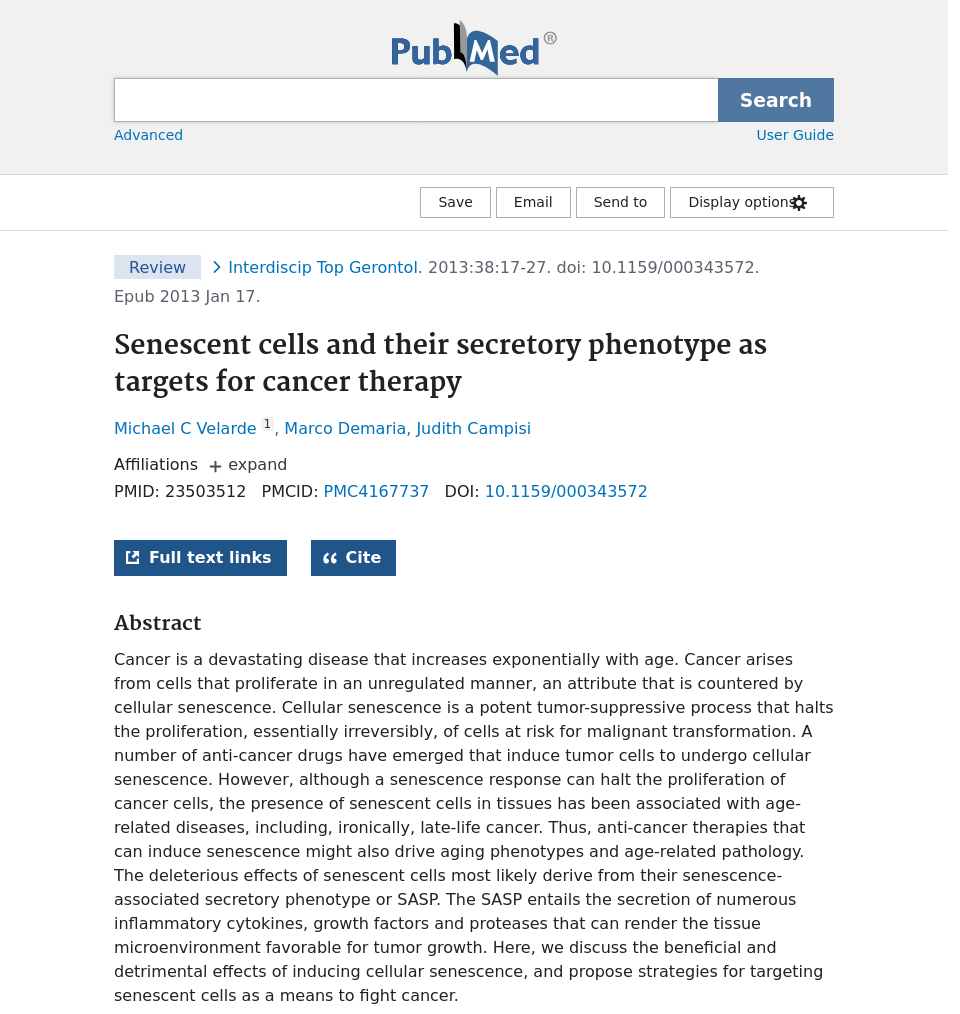 PubMed®
Search
Advanced
User Guide
Save
Email
Send to
Display options
Review
Interdiscip Top Gerontol. 2013:38:17-27. doi: 10.1159/000343572.
Epub 2013 Jan 17.
Senescent cells and their secretory phenotype as
targets for cancer therapy
Michael C Velarde 1, Marco Demaria, Judith Campisi
Affiliations + expand
PMID: 23503512 PMCID: PMC4167737 DOI: 10.1159/000343572
Full text links
Cite
Abstract
Cancer is a devastating disease that increases exponentially with age. Cancer arises
from cells that proliferate in an unregulated manner, an attribute that is countered by
cellular senescence. Cellular senescence is a potent tumor-suppressive process that halts
the proliferation, essentially irreversibly, of cells at risk for malignant transformation. A
number of anti-cancer drugs have emerged that induce tumor cells to undergo cellular
senescence. However, although a senescence response can halt the proliferation of
cancer cells, the presence of senescent cells in tissues has been associated with age-
related diseases, including, ironically, late-life cancer. Thus, anti-cancer therapies that
can induce senescence might also drive aging phenotypes and age-related pathology.
The deleterious effects of senescent cells most likely derive from their senescence-
associated secretory phenotype or SASP. The SASP entails the secretion of numerous
inflammatory cytokines, growth factors and proteases that can render the tissue
microenvironment favorable for tumor growth. Here, we discuss the beneficial and
detrimental effects of inducing cellular senescence, and propose strategies for targeting
senescent cells as a means to fight cancer.